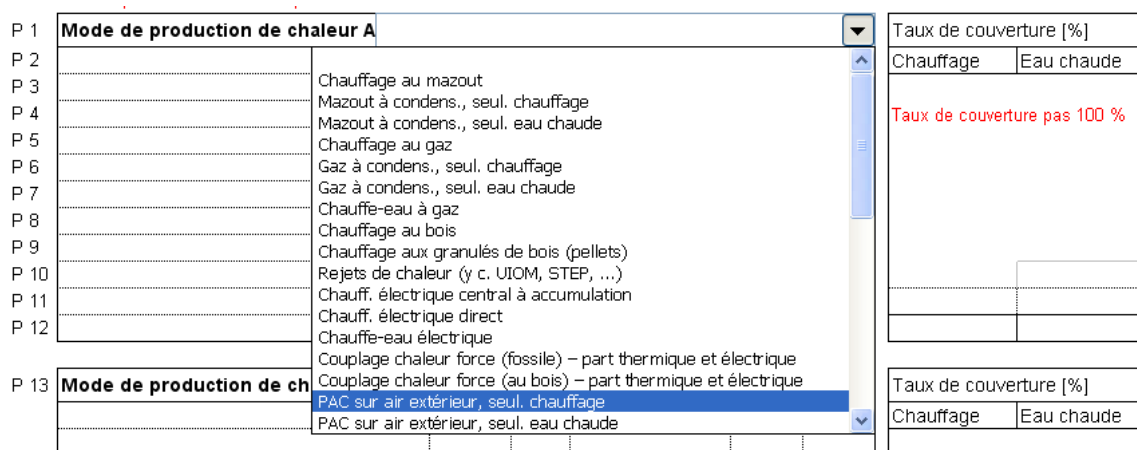 P 1 Mode de production de chaleur A Taux de couverture [%]
P 2 Chauffage Eau chaude
P 3 Chauffage au mazout
Mazout à condens., seul. chauffage
P 4 Mazout à condens., seul. eau chaude Taux de couverture pas 100 %
P 5 Chauffage au gaz
P 6 Gaz à condens., seul. chauffage
P 7 Gaz à condens., seul. eau chaude
P 8 Chauffe-eau à gaz
Chauffage au bois
P 9 Chauffage aux granulés de bois (pellets)
P 10 Rejets de chaleur (y c. UIOM, STEP, ...)
P 11 Chauff. électrique central à accumulation
Chauff. électrique direct
P 12 Chauffe-eau électrique
Couplage chaleur force (fossile) – part thermique et électrique
P 13 Mode de production de ch Couplage chaleur force (au bois) – part thermique et électrique Taux de couverture [%]
PAC sur air extérieur, seul. chauffage
PAC sur air extérieur, seul. eau chaude Chauffage Eau chaude